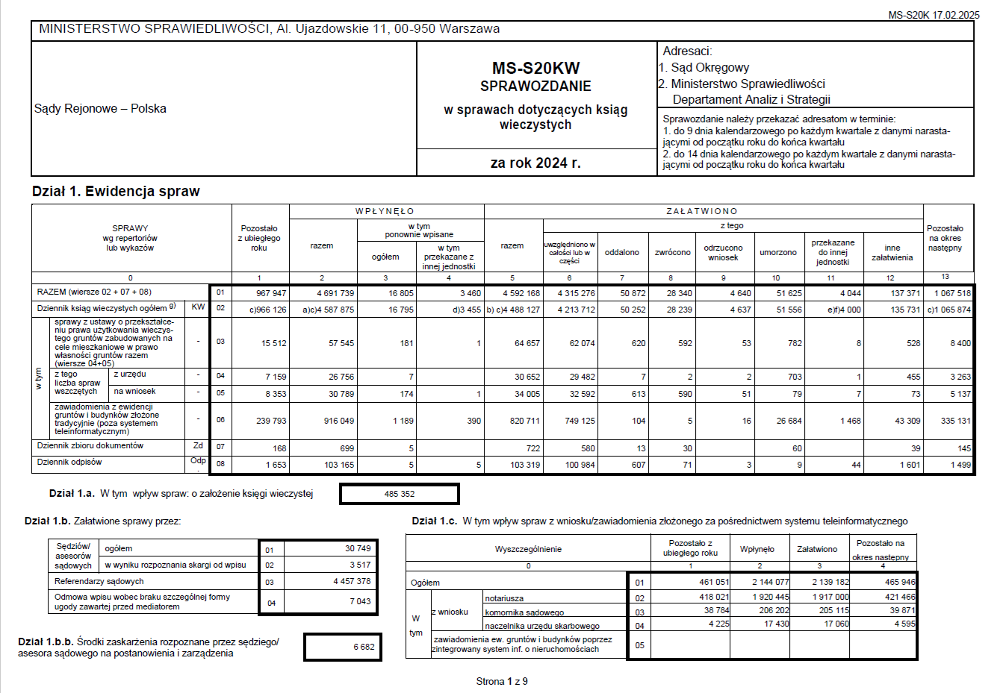 MS-S20K 17.02.2025
MINISTERSTWO SPRAWIEDLIWOŚCI, Al. Ujazdowskie 11, 00-950 Warszawa
Sądy Rejonowe – Polska
MS-S20KW
SPRAWOZDANIE
w sprawach dotyczących ksiąg
wieczystych
za rok 2024 r.
Adresaci:
1. Sąd Okręgowy
2. Ministerstwo Sprawiedliwości
Departament Analiz i Strategii
Sprawozdanie należy przekazać adresatom w terminie:
1. do 9 dnia kalendarzowego po każdym kwartale z danymi narasta-
jącymi od początku roku do końca kwartału
2. do 14 dnia kalendarzowego po każdym kwartale z danymi narasta-
jącymi od początku roku do końca kwartału
Dział 1. Ewidencja spraw
SPRAWY
wg repertoriów
lub wykazów
Pozostało
z ubiegłego
roku
WPŁYNĘŁO
razem
w tym
ponownie wpisane
ogółem
w tym
przekazane z
innej jednostki
ZAŁATWIONO
razem
z tego
uwzględniono w
całości lub w
części
oddalono
zwrócono
odrzucono
wniosek
umorzono
przekazane
do innej
jednostki
inne
załatwienia
Pozostało
na okres
następny
0 1 2 3 4 5 6 7 8 9 10 11 12 13
RAZEM (wiersze 02 + 07 + 08) 01 967 947 4 691 739 16 805 3 460 4 592 168 4 315 276 50 872 28 340 4 640 51 625 4 044 137 371 1 067 518
Dziennik ksiąg wieczystych ogółem g) KW 02 c)966 126 a)c)4 587 875 16 795 d)3 455 b) c)4 488 127 4 213 712 50 252 28 239 4 637 51 556 e)f)4 000 135 731 c)1 065 874
w tym
sprawy z ustawy o przekształce-
niu prawa użytkowania wieczys-
tego gruntów zabudowanych na
cele mieszkaniowe w prawo
własności gruntów razem
(wiersze 04+05)
- 03 15 512 57 545 181 1 64 657 62 074 620 592 53 782 8 528 8 400
z tego
liczba spraw
wszczętych
z urzędu - 04 7 159 26 756 7 30 652 29 482 7 2 2 703 1 455 3 263
na wniosek - 05 8 353 30 789 174 1 34 005 32 592 613 590 51 79 7 73 5 137
zawiadomienia z ewidencji
gruntów i budynków złożone
tradycyjnie (poza systemem
teleinformatycznym)
- 06 239 793 916 049 1 189 390 820 711 749 125 104 5 16 26 684 1 468 43 309 335 131
Dziennik zbioru dokumentów Zd 07 168 699 5 722 580 13 30 60 39 145
Dziennik odpisów Odp. 08 1 653 103 165 5 5 103 319 100 984 607 71 3 9 44 1 601 1 499
Dział 1.a. W tym wpływ spraw: o założenie księgi wieczystej 485 352
Dział 1.b. Załatwione sprawy przez:
Sędziów/
asesorów
sądowych
ogółem 01 30 749
w wyniku rozpoznania skargi od wpisu 02 3 517
Referendarzy sądowych 03 4 457 378
Odmowa wpisu wobec braku szczególnej formy
ugody zawartej przed mediatorem
04 7 043
Dział 1.b.b. Środki zaskarżenia rozpoznane przez sędziego/
asesora sądowego na postanowienia i zarządzenia
6 682
Dział 1.c. W tym wpływ spraw z wniosku/zawiadomienia złożonego za pośrednictwem systemu teleinformatycznego
Wyszczególnienie
Pozostało z
ubiegłego roku
Wpłynęło
Załatwiono
Pozostało na
okres następny
0 1 2 3 4
Ogółem 01 461 051 2 144 077 2 139 182 465 946
W
tym
z wniosku
notariusza 02 418 021 1 920 445 1 917 000 421 466
komornika sądowego 03 38 784 206 202 205 115 39 871
naczelnika urzędu skarbowego 04 4 225 17 430 17 060 4 595
zawiadomienia ew. gruntów i budynków poprzez
zintegrowany system inf. o nieruchomościach
05
Strona 1 z 9